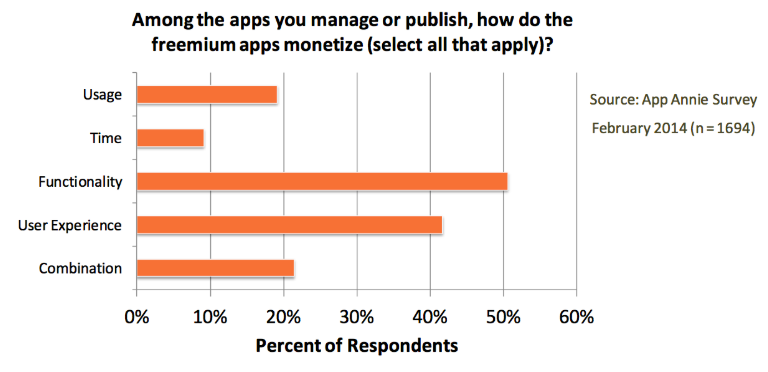 Among the apps you manage or publish, how do the
freemium apps monetize (select all that apply)?
Usage
Time
Functionality
User Experience
Combination
0% 10% 20% 30% 40% 50% 60%
Percent of Respondents
Source: App Annie Survey
February 2014 (n = 1694)